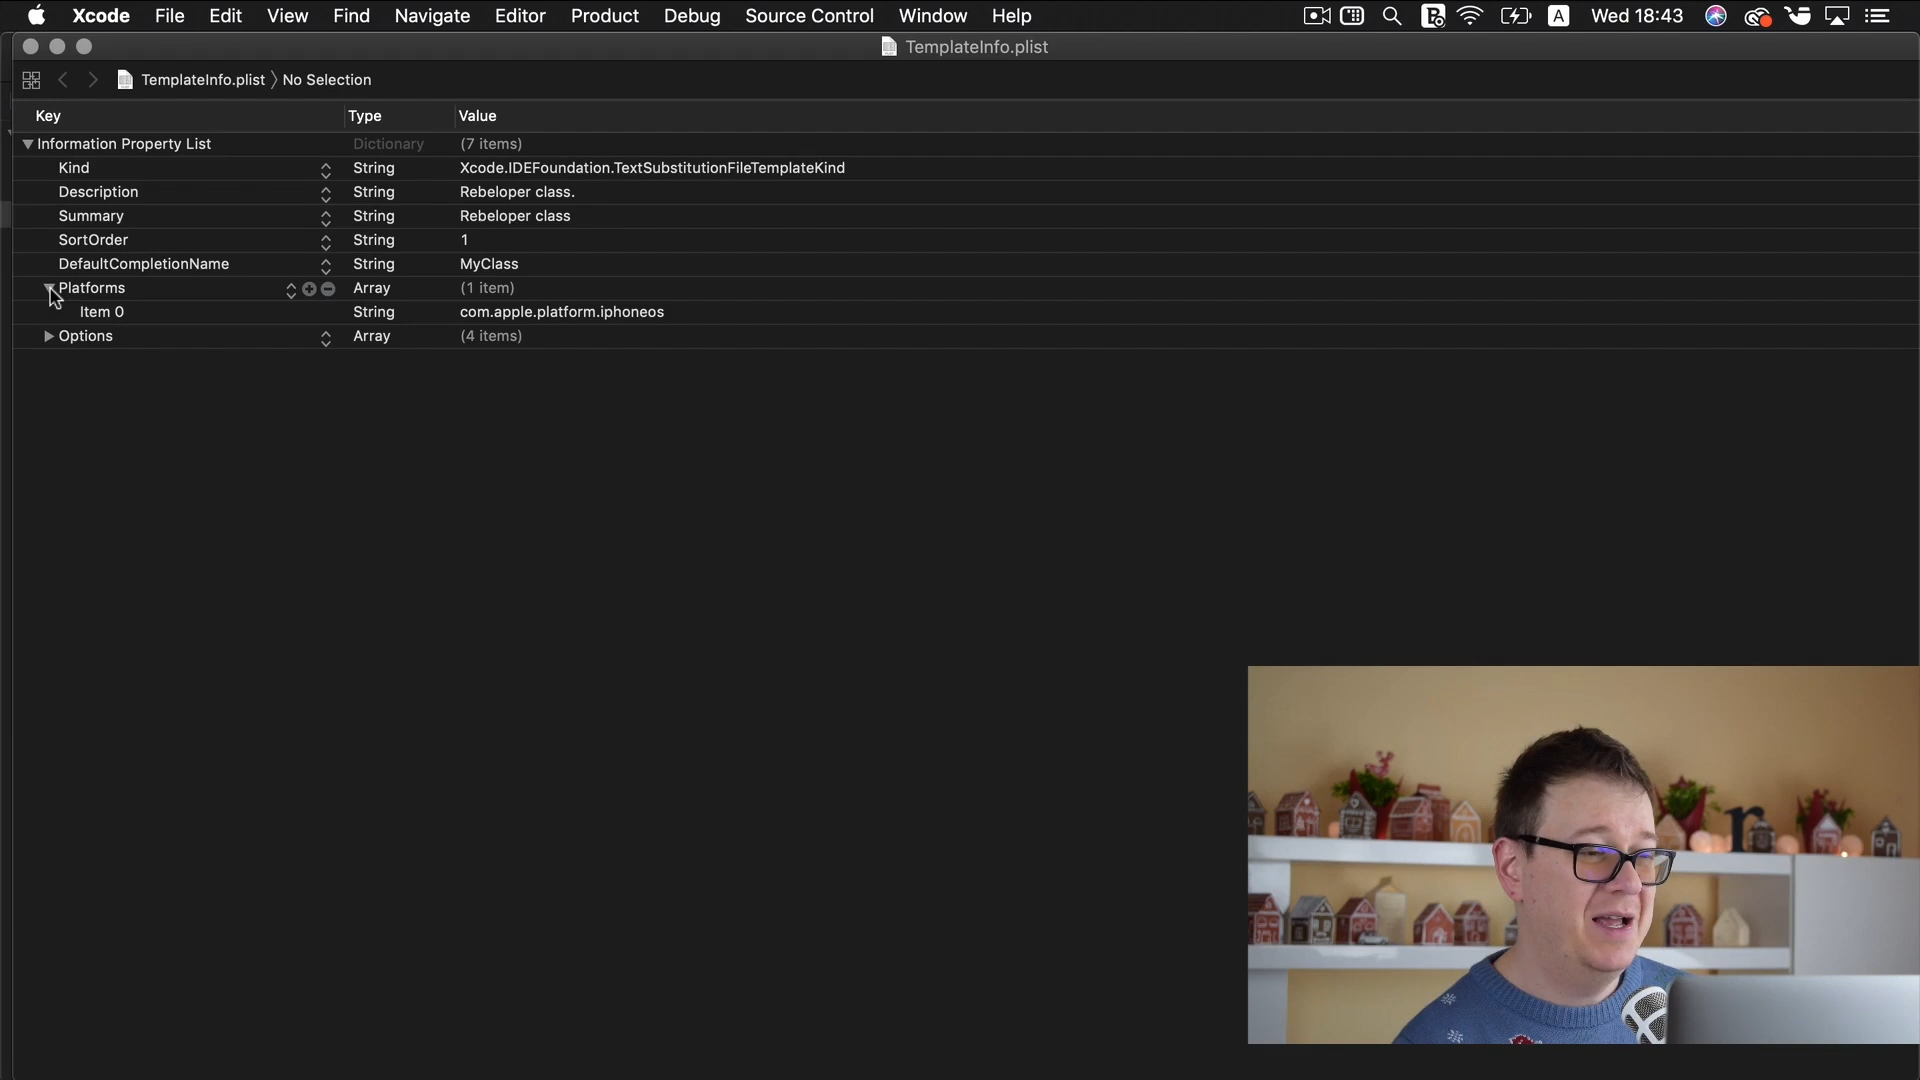 Xcode File Edit View Find Navigate Editor Product Debug Source Control Window Help A Wed 18:43
TemplateInfo.plist
TemplateInfo.plist 〉 No Selection
Key Type Value
Information Property List Dictionary (7 items)
Kind String Xcode.IDEFoundation.TextSubstitutionFileTemplateKind
Description String Rebeloper class.
Summary String Rebeloper class
SortOrder String 1
DefaultCompletionName String MyClass
Platforms Array (1 item)
Item 0 String com.apple.platform.iphoneos
Options Array (4 items)
r